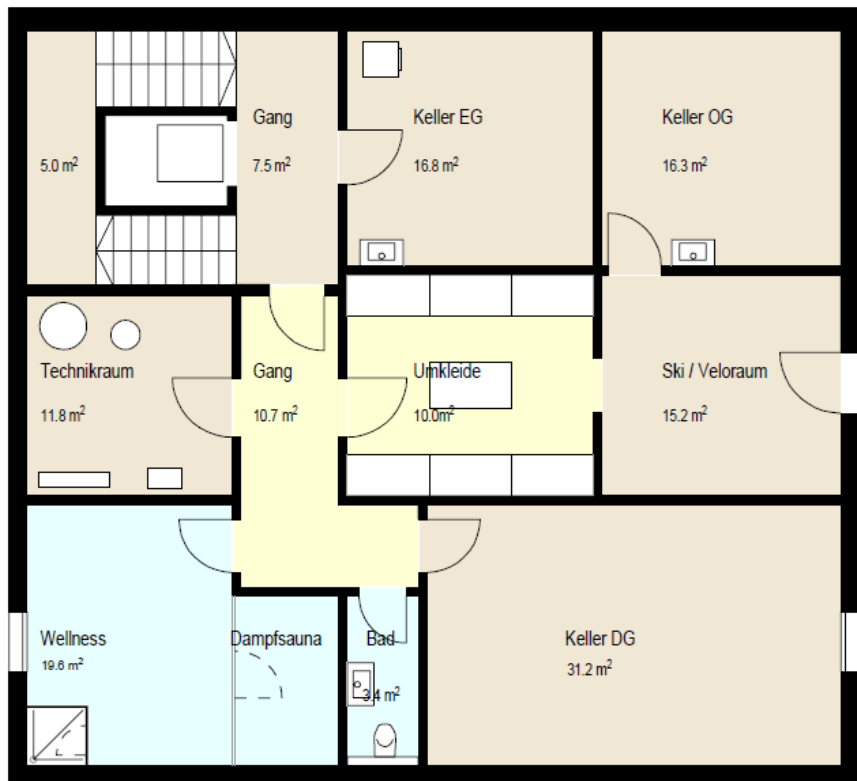 Gang
Keller EG
Keller OG
5.0 m²
7.5 m²
16.8 m²
16.3 m²
Technikraum
Gang
Umkleide
Ski / Veloraum
11.8 m²
10.7 m²
10.0m²
15.2 m²
Wellness
Dampfsauna
Bad
Keller DG
19.6 m²
3.4 m²
31.2 m²